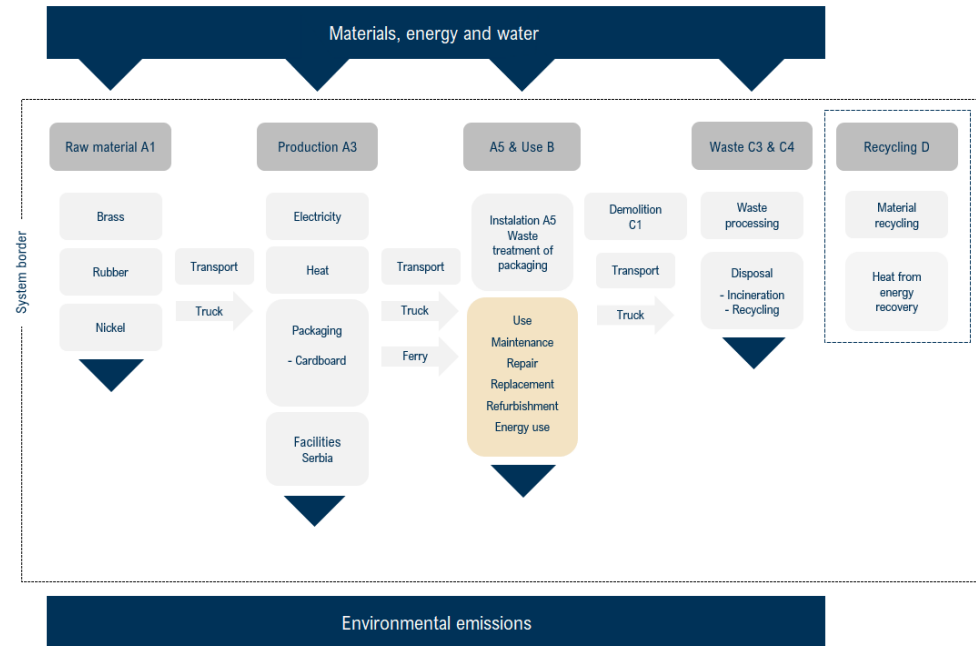 Materials, energy and water
System border
Raw material A1
Brass
Rubber
Nickel
Transport
Truck
Production A3
Electricity
Heat
Packaging
- Cardboard
Facilities
Serbia
Transport
Truck
Ferry
A5 & Use B
Instalation A5
Waste
treatment of
packaging
Use
Maintenance
Repair
Replacement
Refurbishment
Energy use
Demolition
C1
Transport
Truck
Waste C3 & C4
Waste
processing
Disposal
- Incineration
- Recycling
Recycling D
Material
recycling
Heat from
energy
recovery
Environmental emissions